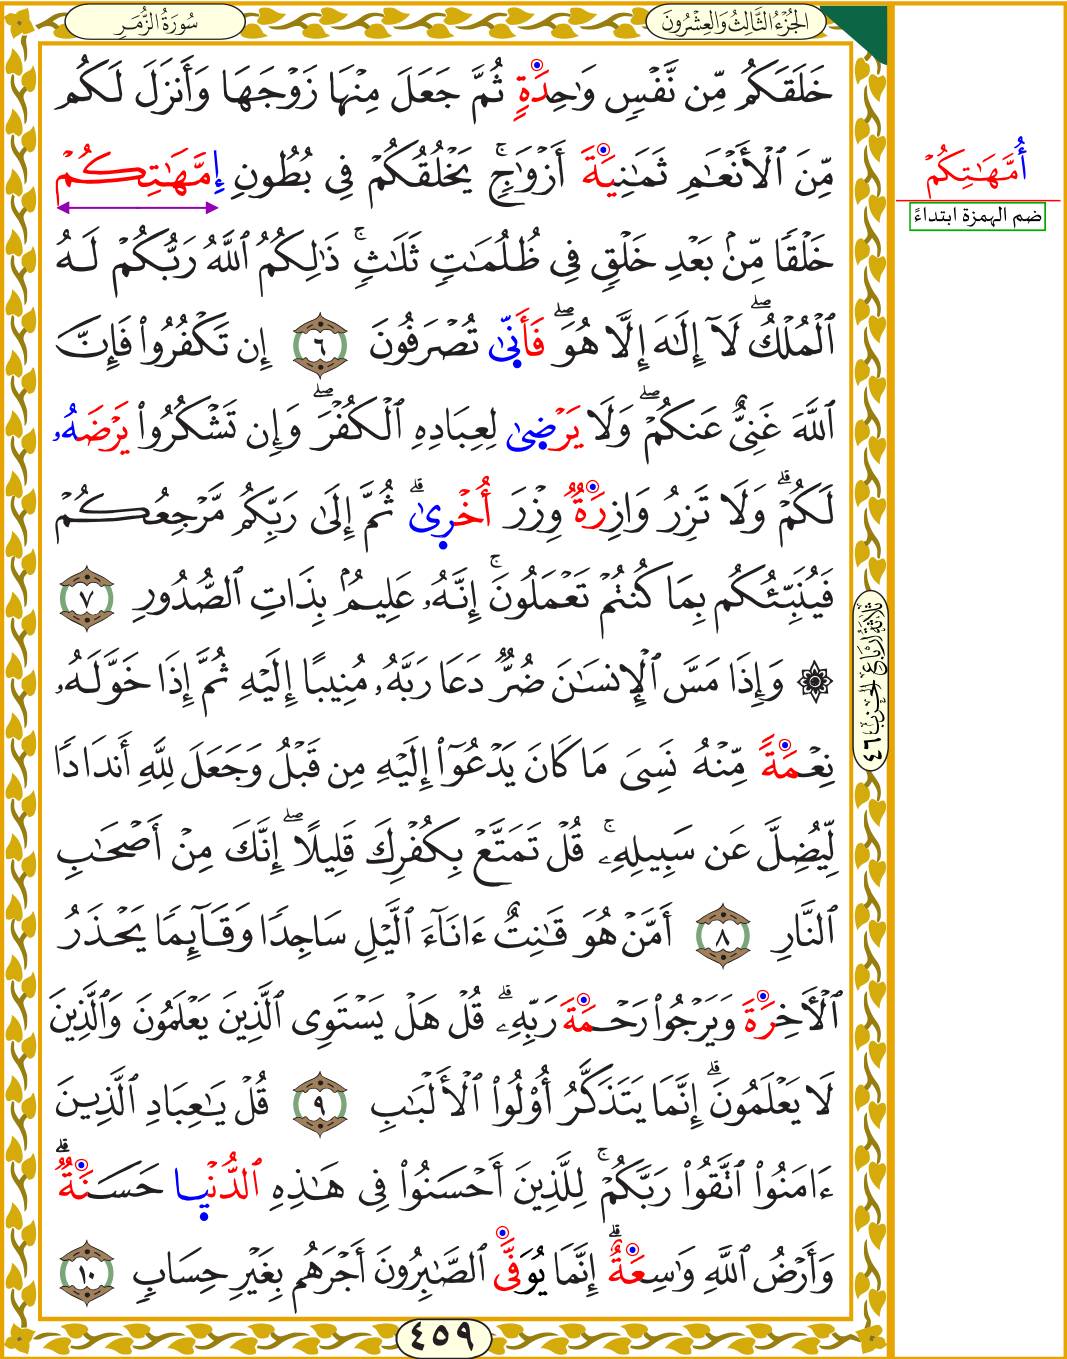 سُورَةُ الزُّمَرِ
الجُزْءُ الثَّالِثُ وَالعِشْرُونَ
خَلَقَكُم مِّن نَّفْسٍ وَٰحِدَةٍ ثُمَّ جَعَلَ مِنْهَا زَوْجَهَا وَأَنزَلَ لَكُم
مِّنَ ٱلْأَنْعَٰمِ ثَمَٰنِيَةَ أَزْوَٰجٍۚ يَخْلُقُكُمْ فِى بُطُونِ إِمَّهَٰتِكُمْ
خَلْقًا مِّنۢ بَعْدِ خَلْقٍ فِى ظُلُمَٰتٍ ثَلَٰثٍۚ ذَٰلِكُمُ ٱللَّهُ رَبُّكُمْ لَهُ
ٱلْمُلْكُۖ لَآ إِلَٰهَ إِلَّا هُوَۖ فَأَنِّىٰ تُصْرَفُونَ ٦ إِن تَكْفُرُوا۟ فَإِنَّ
ٱللَّهَ غَنِىٌّ عَنكُمْۖ وَلَا يَرْضِىٰ لِعِبَادِهِ ٱلْكُفْرَۖ وَإِن تَشْكُرُوا۟ يَرْضَهُۥ
لَكُمْۗ وَلَا تَزِرُ وَازِرَةٌ وِزْرَ أُخْرِىٰۗ ثُمَّ إِلَىٰ رَبِّكُم مَّرْجِعُكُمْ
فَيُنَبِّئُكُم بِمَا كُنتُمْ تَعْمَلُونَۚ إِنَّهُۥ عَلِيمٌۢ بِذَاتِ ٱلصُّدُورِ ٧
۞ وَإِذَا مَسَّ ٱلْإِنسَٰنَ ضُرٌّ دَعَا رَبَّهُۥ مُنِيبًا إِلَيْهِ ثُمَّ إِذَا خَوَّلَهُۥ
نِعْمَةً مِّنْهُ نَسِىَ مَا كَانَ يَدْعُوٓا۟ إِلَيْهِ مِن قَبْلُ وَجَعَلَ لِلَّهِ أَندَادًا
لِّيُضِلَّ عَن سَبِيلِهِۦۚ قُلْ تَمَتَّعْ بِكُفْرِكَ قَلِيلًاۖ إِنَّكَ مِنْ أَصْحَٰبِ
ٱلنَّارِ ٨ أَمَّنْ هُوَ قَٰنِتٌ ءَانَآءَ ٱلَّيْلِ سَاجِدًا وَقَآئِمًا يَحْذَرُ
ٱلْأَخِرَةَ وَيَرْجُوا۟ رَحْمَةَ رَبِّهِۦۗ قُلْ هَلْ يَسْتَوِى ٱلَّذِينَ يَعْلَمُونَ وَٱلَّذِينَ
لَا يَعْلَمُونَۗ إِنَّمَا يَتَذَكَّرُ أُو۟لُوا۟ ٱلْأَلْبَٰبِ ٩ قُلْ يَٰعِبَادِ ٱلَّذِينَ
ءَامَنُوا۟ ٱتَّقُوا۟ رَبَّكُمْۚ لِلَّذِينَ أَحْسَنُوا۟ فِى هَٰذِهِ ٱلدُّنْيِا حَسَنَةٌۗ
وَأَرْضُ ٱللَّهِ وَٰسِعَةٌۗ إِنَّمَا يُوَفَّى ٱلصَّٰبِرُونَ أَجْرَهُم بِغَيْرِ حِسَابٍ ١٠
٤٥٩
أُمَّهَٰتِكُمْ
ضم الهمزة ابتداءً
ثلاثة أرباع الحزب ٤٦